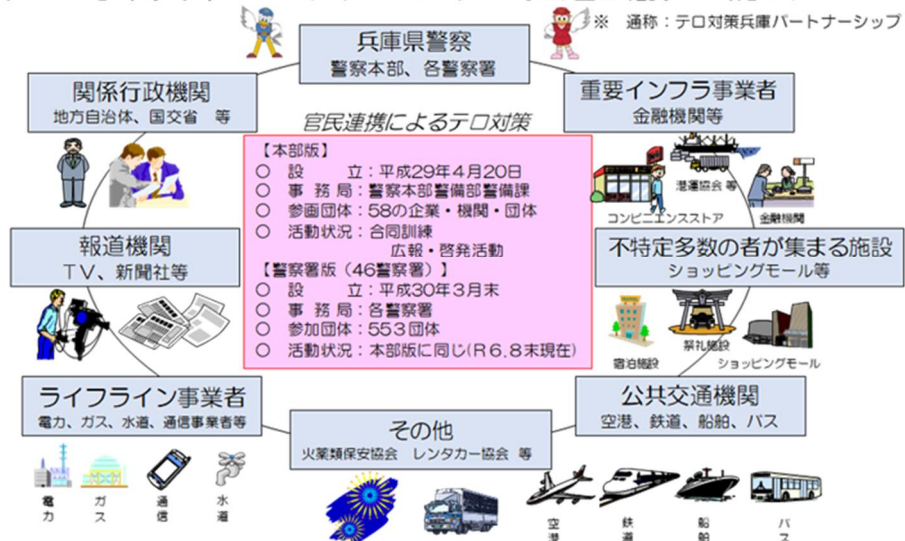 ※ 通称：テロ対策兵庫パートナーシップ
兵庫県警察
警察本部、各警察署
関係行政機関
地方自治体、国交省 等
重要インフラ事業者
金融機関等
官民連携によるテロ対策
【本部版】
○ 設 立：平成29年4月20日
○ 事 務 局：警察本部警備部警備課
○ 参画団体：58の企業・機関・団体
○ 活動状況：合同訓練
広報・啓発活動
【警察署版（46警察署）】
○ 設 立：平成30年3月末
○ 事 務 局：各警察署
○ 参加団体：553団体
○ 活動状況：本部版に同じ(R6.8末現在)
港運協会 等
コンビニエンスストア
金融機関
報道機関
TV、新聞社等
不特定多数の者が集まる施設
ショッピングモール等
宿泊施設
祭礼施設
ショッピングモール
ライフライン事業者
電力、ガス、水道、通信事業者等
その他
火薬類保安協会 レンタカー協会 等
公共交通機関
空港、鉄道、船舶、バス
電力
ガス
通信
水道
空港
鉄道
船舶
バス